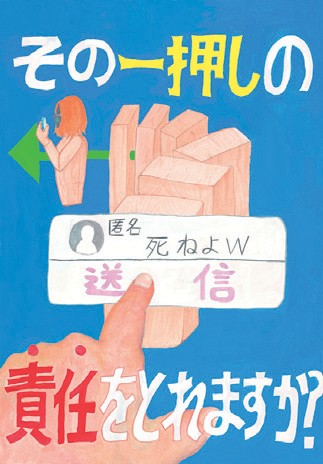 その一押しの
匿名
死ねよW
送信
責任をとれますか?